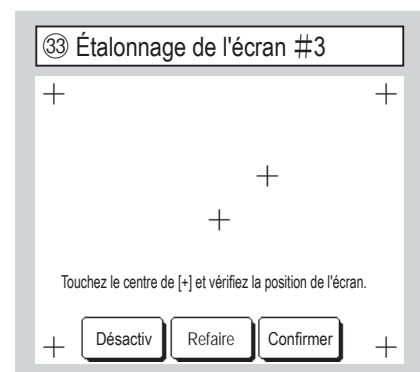 ㉝ Étalonnage de l'écran #3
Touchez le centre de [+] et vérifiez la position de l'écran.
Désactiv Refaire Confirmer